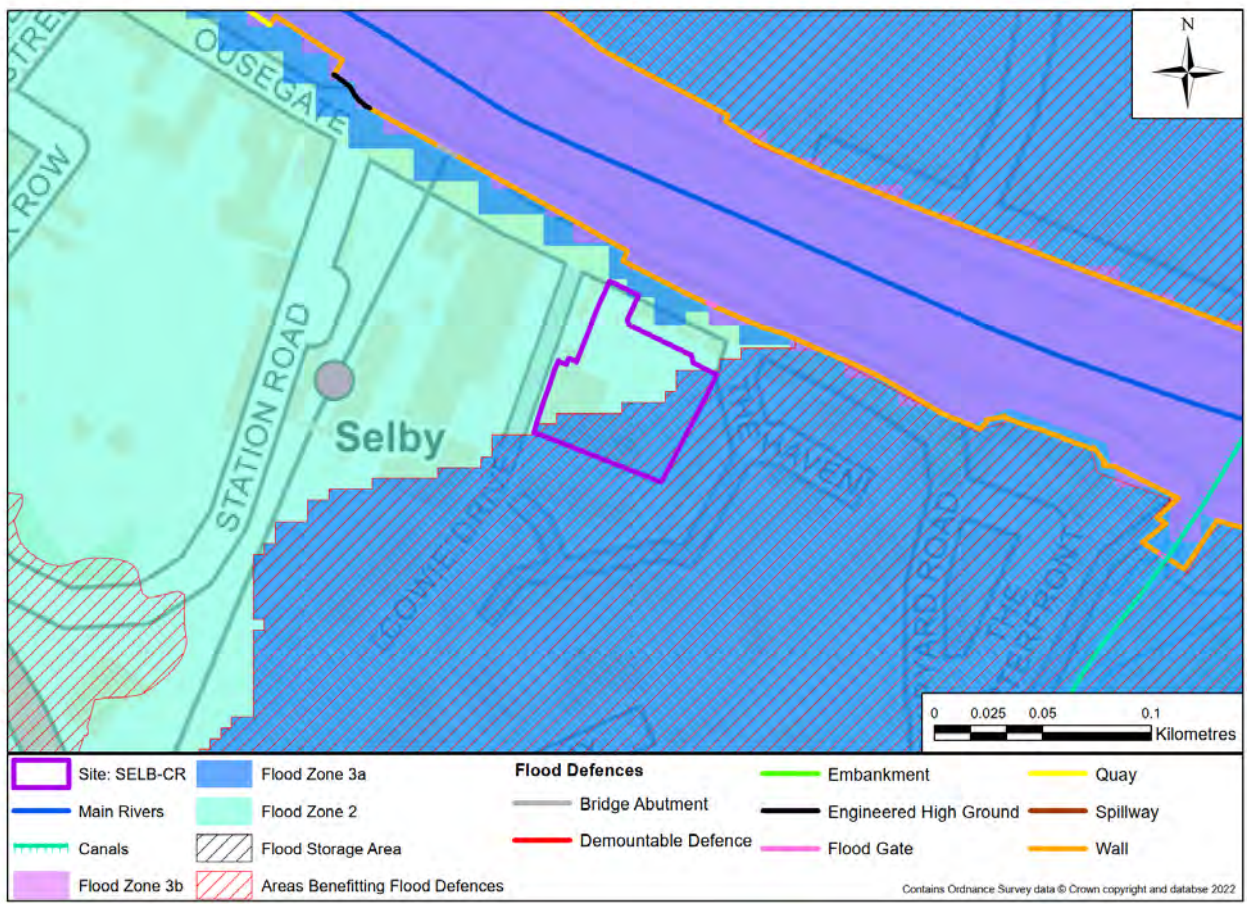 N
OUSEGATE
ROW
STATION ROAD
Selby
HAVEN
YARD ROAD
THE
0 0.025 0.05 0.1
Kilometres
Site: SELB-CR
Main Rivers
Canals
Flood Zone 3b
Flood Zone 3a
Flood Zone 2
Flood Storage Area
Areas Benefitting Flood Defences
Flood Defences
Bridge Abutment
Demountable Defence
Embankment
Engineered High Ground
Flood Gate
Quay
Spillway
Wall
Contains Ordnance Survey data © Crown copyright and databse 2022